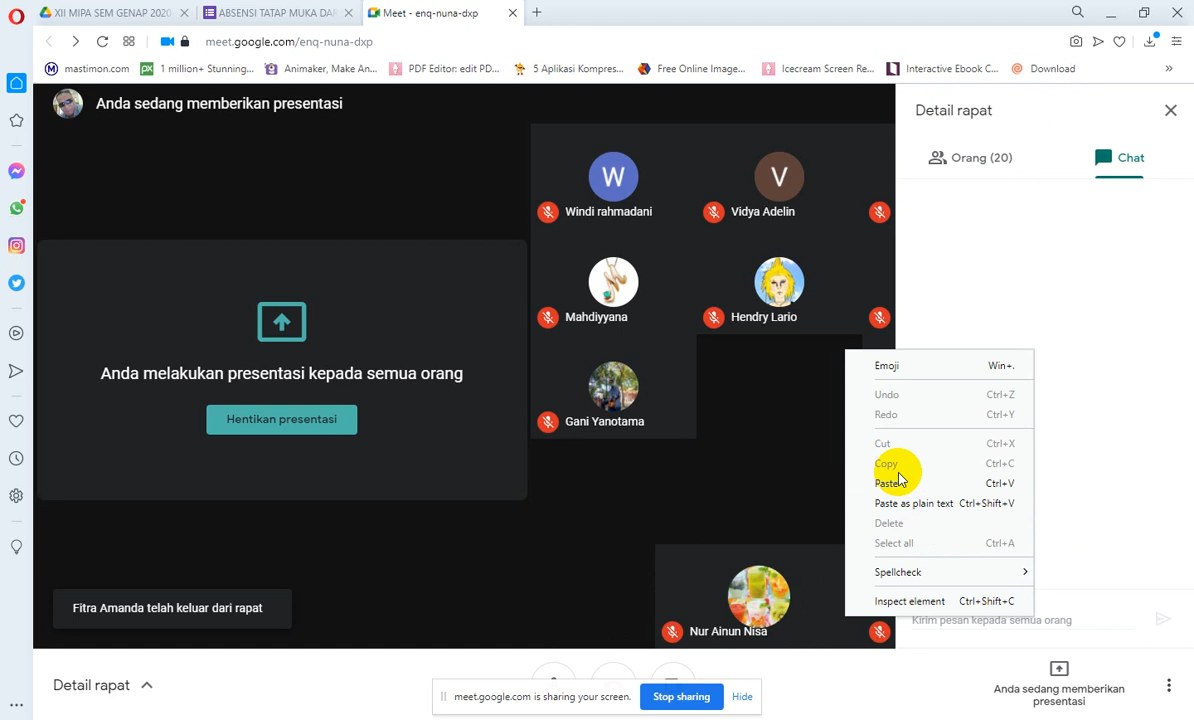 XII MIPA SEM GENAP 2020
ABSENSI TATAP MUKA DAR
Meet - enq-nuna-dxp
meet.google.com/enq-nuna-dxp
mastimon.com
1 million+ Stunning...
Animaker, Make An...
PDF Editor: edit PD...
5 Aplikasi Kompres...
Free Online Image...
Icecream Screen Re...
Interactive Ebook C...
Download
»
Anda sedang memberikan presentasi
Detail rapat
Orang (20)
Chat
W
V
Windi rahmadani
Vidya Adelin
Mahdiyyana
Hendry Lario
Anda melakukan presentasi kepada semua orang
Hentikan presentasi
Gani Yanotama
Emoji Win+.
Undo Ctrl+Z
Redo Ctrl+Y
Cut Ctrl+X
Copy Ctrl+C
Paste Ctrl+V
Paste as plain text Ctrl+Shift+V
Delete
Select all Ctrl+A
Spellcheck
Inspect element Ctrl+Shift+C
Fitra Amanda telah keluar dari rapat
Nur Ainun Nisa
Kirim pesan kepada semua orang
Detail rapat
meet.google.com is sharing your screen.
Stop sharing
Hide
Anda sedang memberikan
presentasi